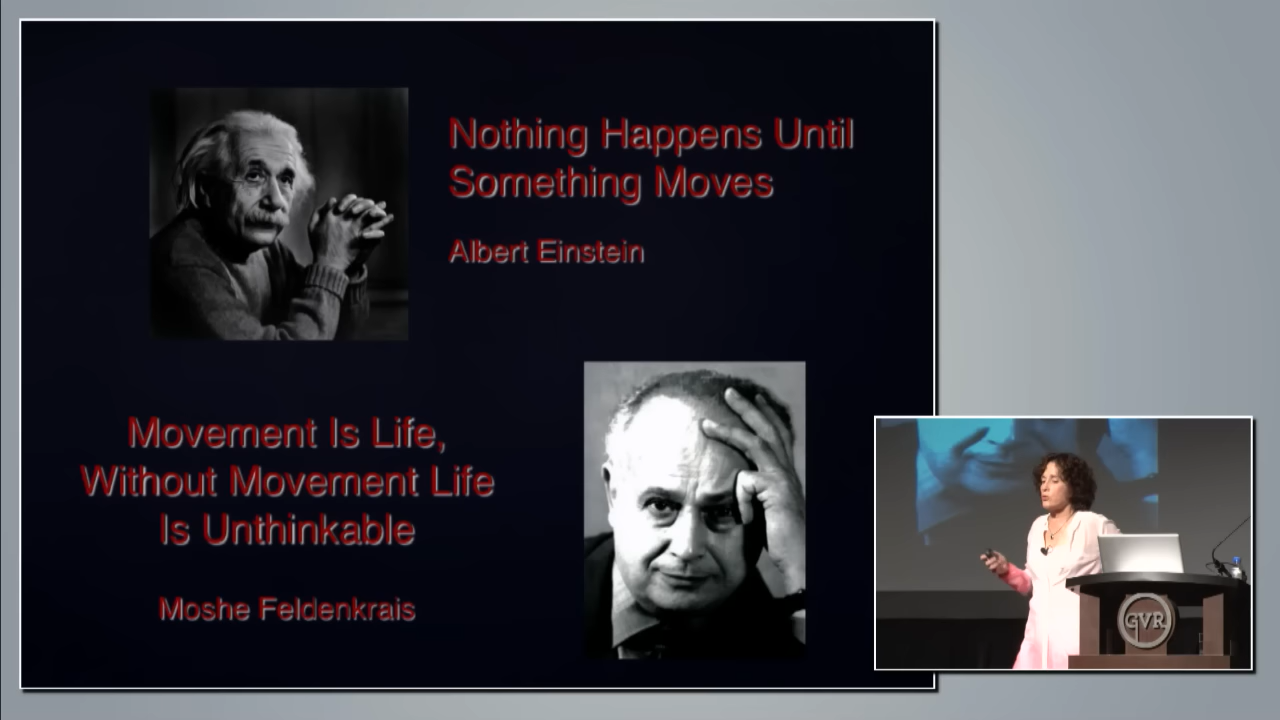 Nothing Happens Until
Something Moves
Albert Einstein
Movement Is Life,
Without Movement Life
Is Unthinkable
Moshe Feldenkrais
GVR